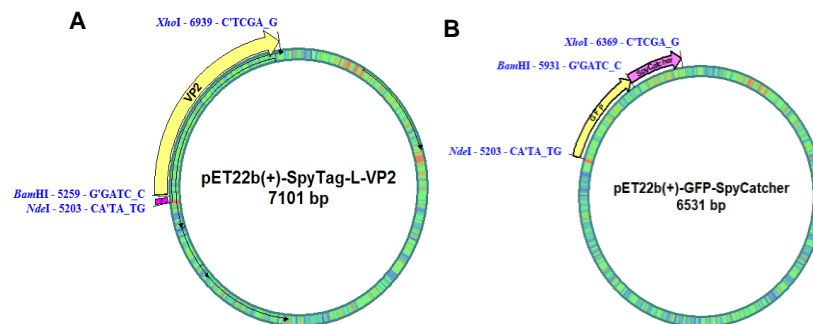 A
XhoI - 6939 - C'TCGA_G
VP2
BamHI - 5259 - G'GATC_C
NdeI - 5203 - CA'TA_TG
pET22b(+)-SpyTag-L-VP2
7101 bp
B
XhoI - 6369 - C'TCGA_G
BamHI - 5931 - G'GATC_C
SpyCatcher
GFP
NdeI - 5203 - CA'TA_TG
pET22b(+)-GFP-SpyCatcher
6531 bp